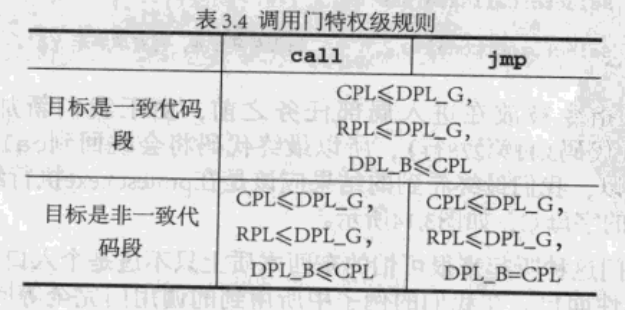 表 3.4 调用门特权级规则
call jmp
目标是一致代码段
CPL≤DPL_G,
RPL≤DPL_G,
DPL_B≤CPL
目标是非一致代码段
CPL≤DPL_G, CPL≤DPL_G,
RPL≤DPL_G, RPL≤DPL_G,
DPL_B≤CPL DPL_B=CPL